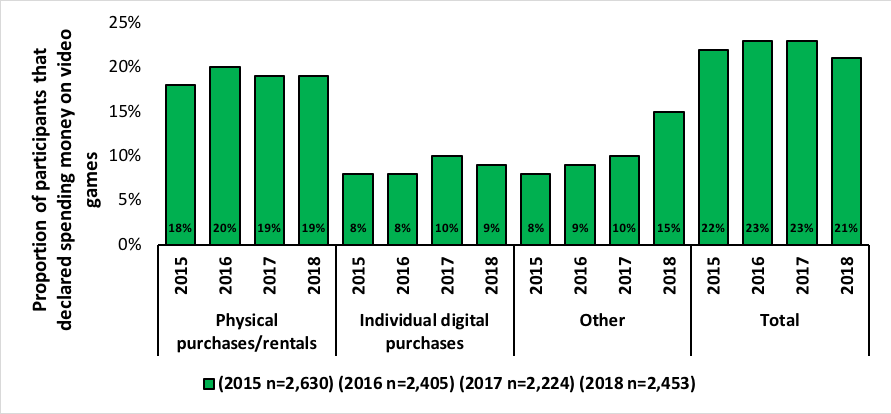 Proportion of participants that
declared spending money on video
games
25%
20%
15%
10%
5%
0%
18% 20% 19% 19% 8% 8% 10% 9% 8% 9% 10% 15% 22% 23% 23% 21%
2015 2016 2017 2018 2015 2016 2017 2018 2015 2016 2017 2018 2015 2016 2017 2018
Physical Individual digital Other Total
purchases/rentals purchases
(2015 n=2,630) (2016 n=2,405) (2017 n=2,224) (2018 n=2,453)